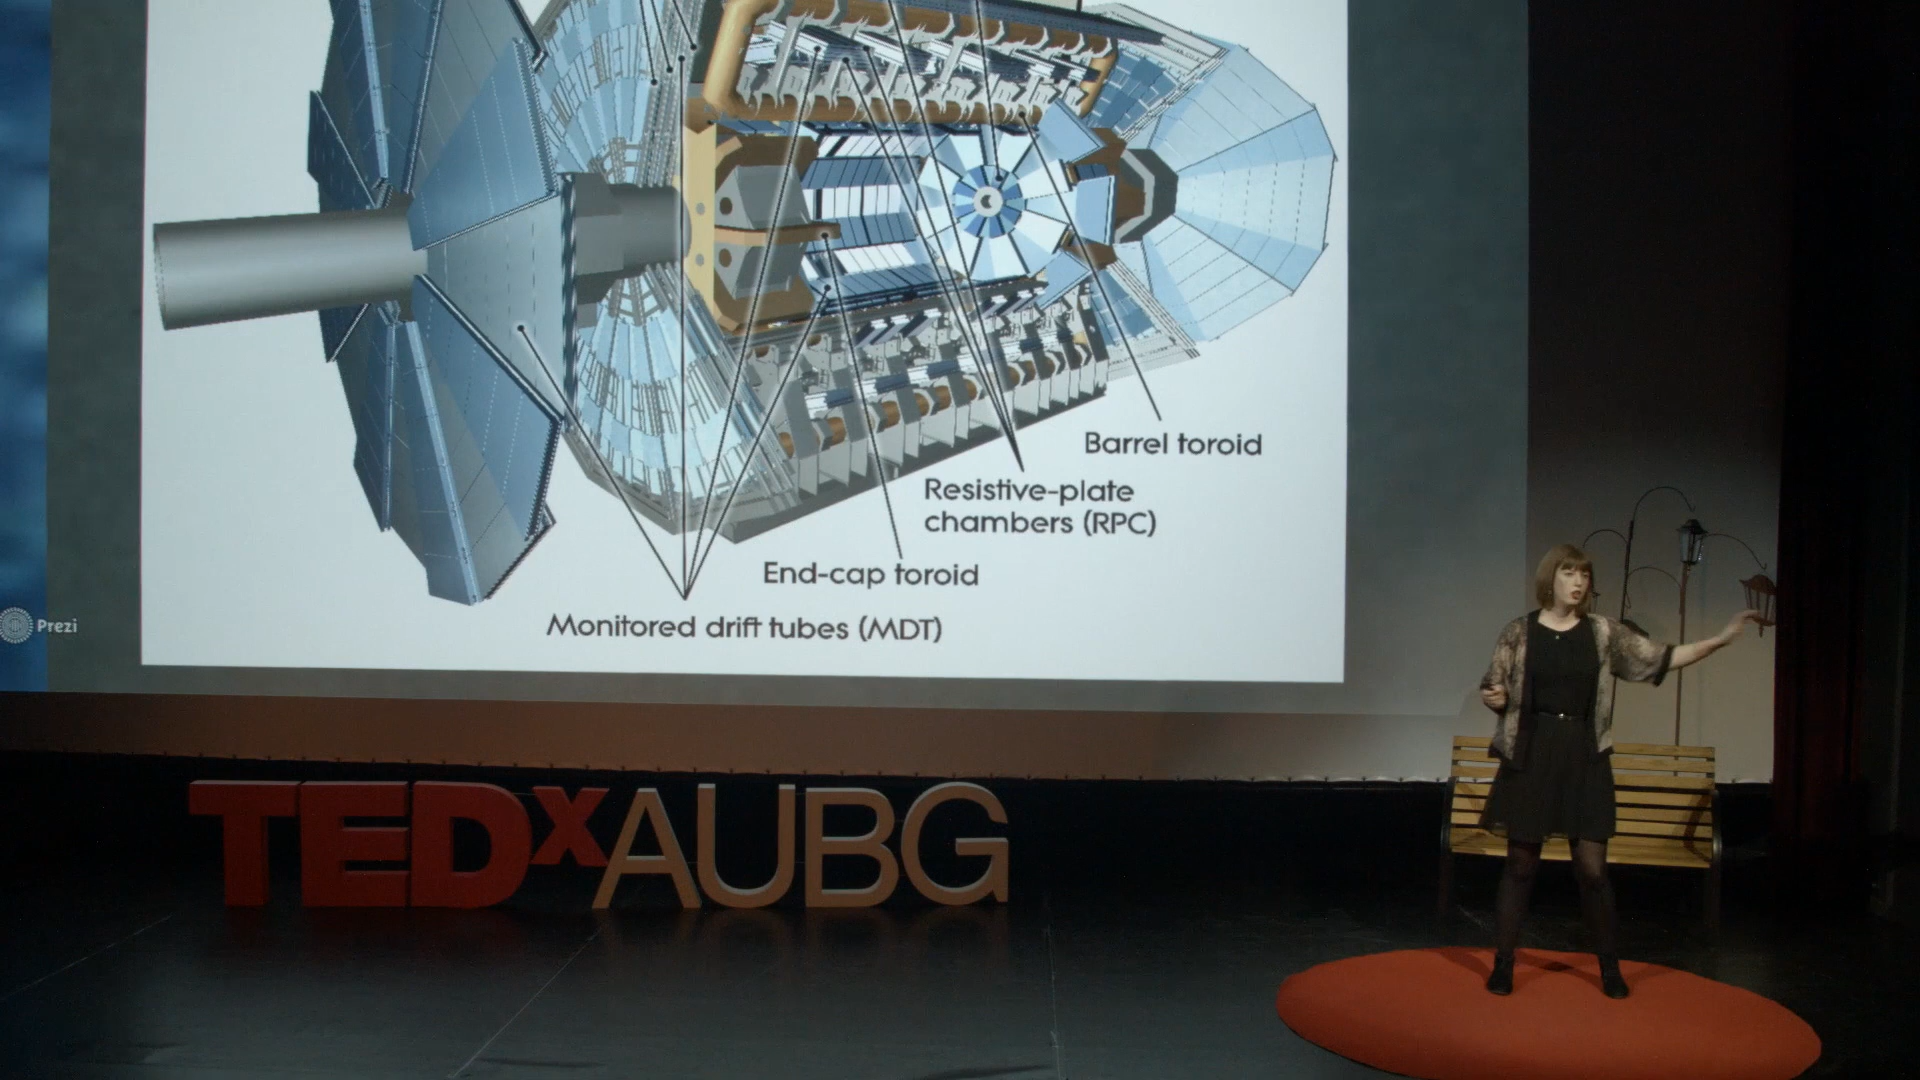 Barrel toroid
Resistive-plate
chambers (RPC)
End-cap toroid
Monitored drift tubes (MDT)
Prezi
TEDxAUBG